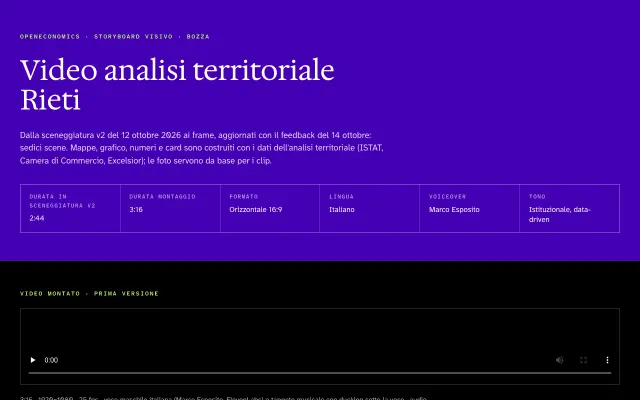 OPENECONOMICS · STORYBOARD VISIVO · BOZZA
Video analisi territoriale
Rieti
Dalla sceneggiatura v2 del 12 ottobre 2026 ai frame, aggiornati con il feedback del 14 ottobre:
sedici scene. Mappe, grafico, numeri e card sono costruiti con i dati dell'analisi territoriale (ISTAT,
Camera di Commercio, Excelsior); le foto servono da base per i clip.
DURATA IN
SCENEGGIATURA V2
2:44
DURATA MONTAGGIO
3:16
FORMATO
Orizzontale 16:9
LINGUA
Italiano
VOICEOVER
Marco Esposito
TONO
Istituzionale, data-
driven
VIDEO MONTATO · PRIMA VERSIONE
0:00